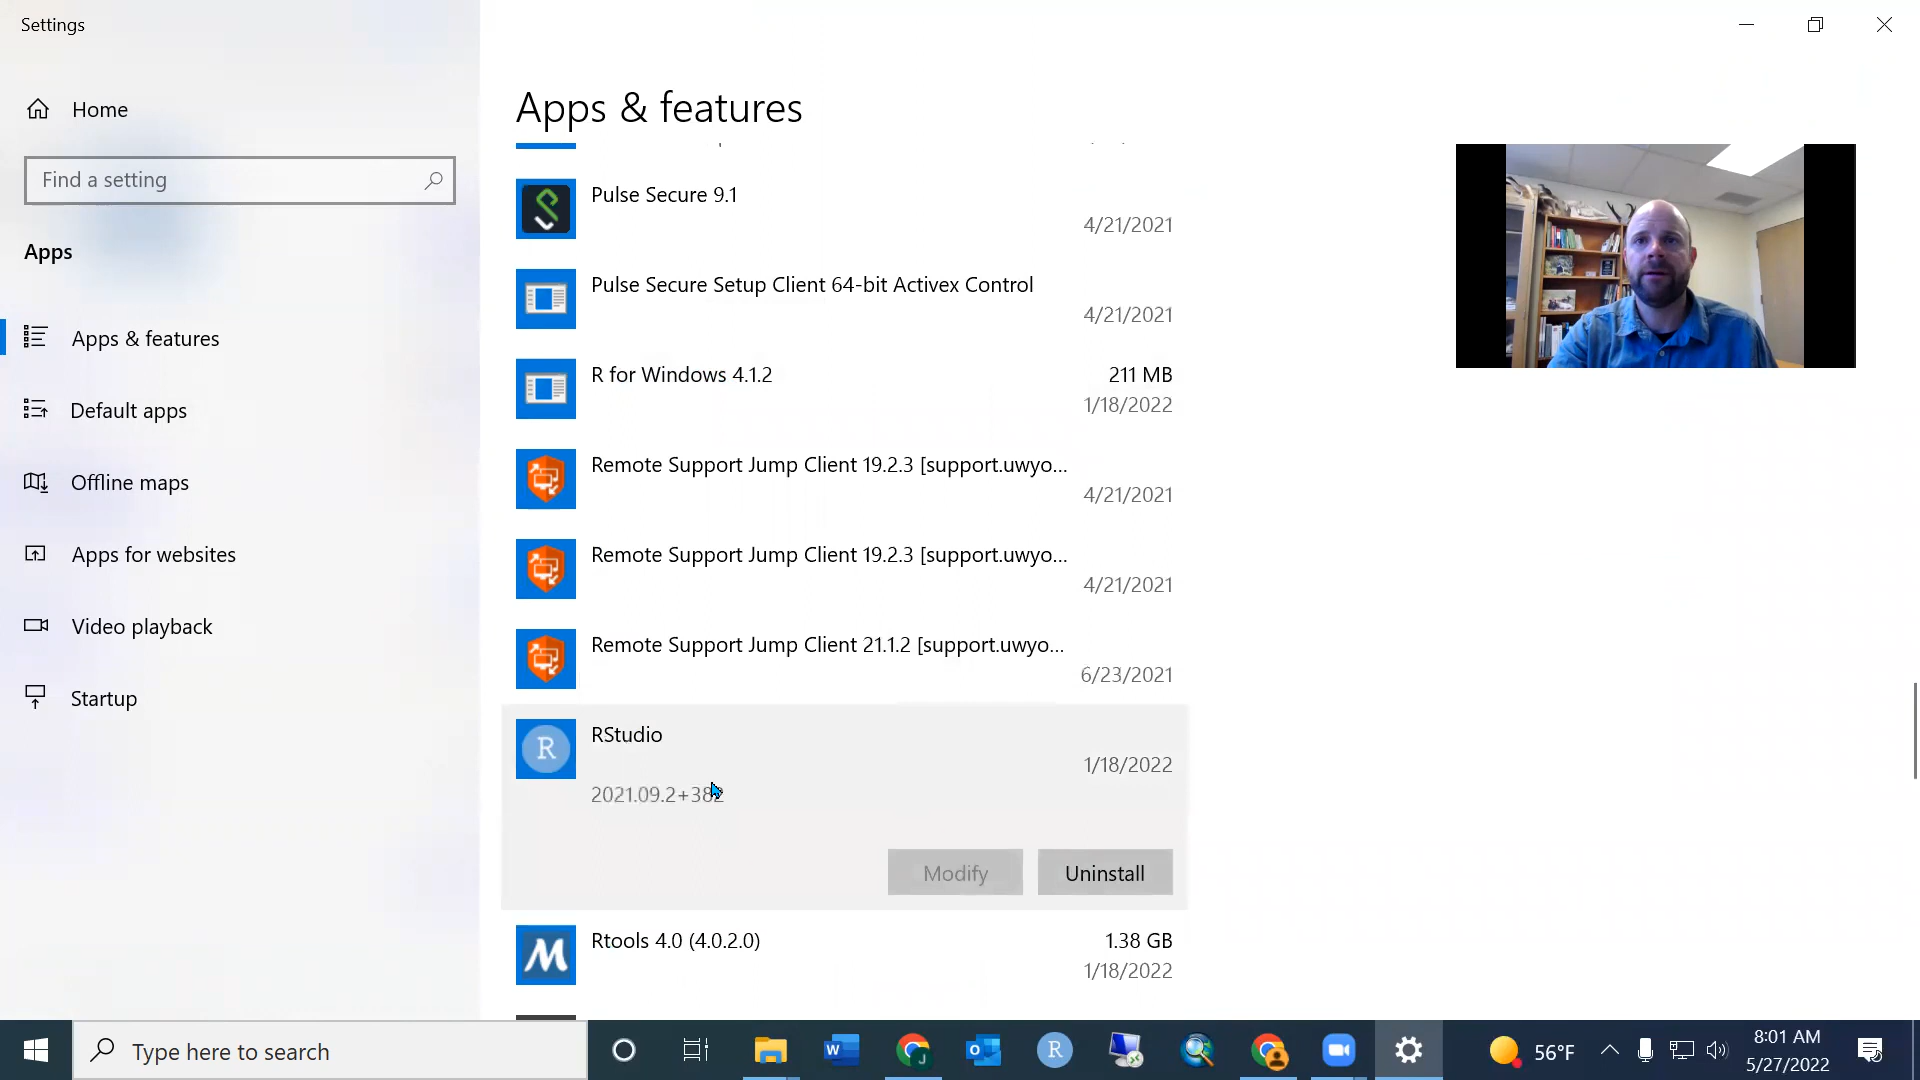 Settings
Home
Find a setting
Apps
Apps & features
Default apps
Offline maps
Apps for websites
Video playback
Startup
Apps & features
Pulse Secure 9.1
4/21/2021
Pulse Secure Setup Client 64-bit Activex Control
4/21/2021
R for Windows 4.1.2
211 MB
1/18/2022
Remote Support Jump Client 19.2.3 [support.uwyo...
4/21/2021
Remote Support Jump Client 19.2.3 [support.uwyo...
4/21/2021
Remote Support Jump Client 21.1.2 [support.uwyo...
6/23/2021
R
RStudio
1/18/2022
2021.09.2+382
Modify
Uninstall
M
Rtools 4.0 (4.0.2.0)
1.38 GB
1/18/2022
Type here to search
W
J
O
R
56°F
8:01 AM
5/27/2022